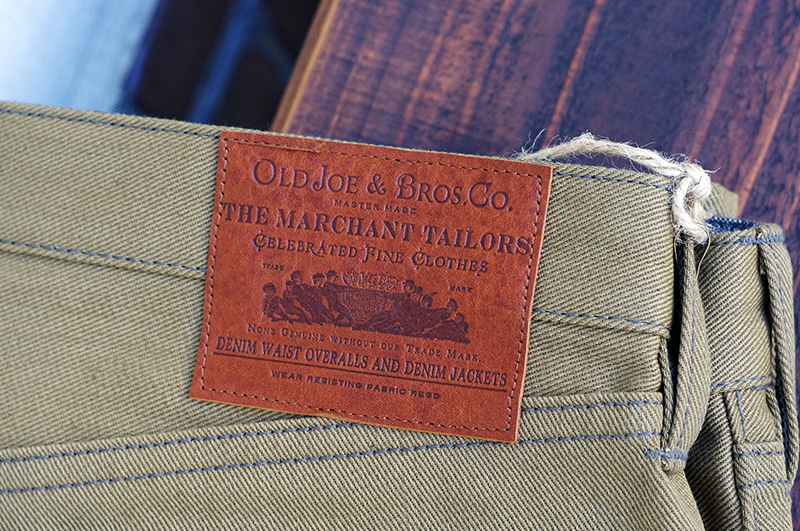 OLD JOE & BROS. CO.
MASTER MADE
THE MARCHANT TAILORS
CELEBRATED FINE CLOTHES
TRADE MARK
NONE GENUINE WITHOUT OUR TRADE MARK.
DENIM WAIST OVERALLS AND DENIM JACKETS
WEAR RESISTING FABRIC REGD